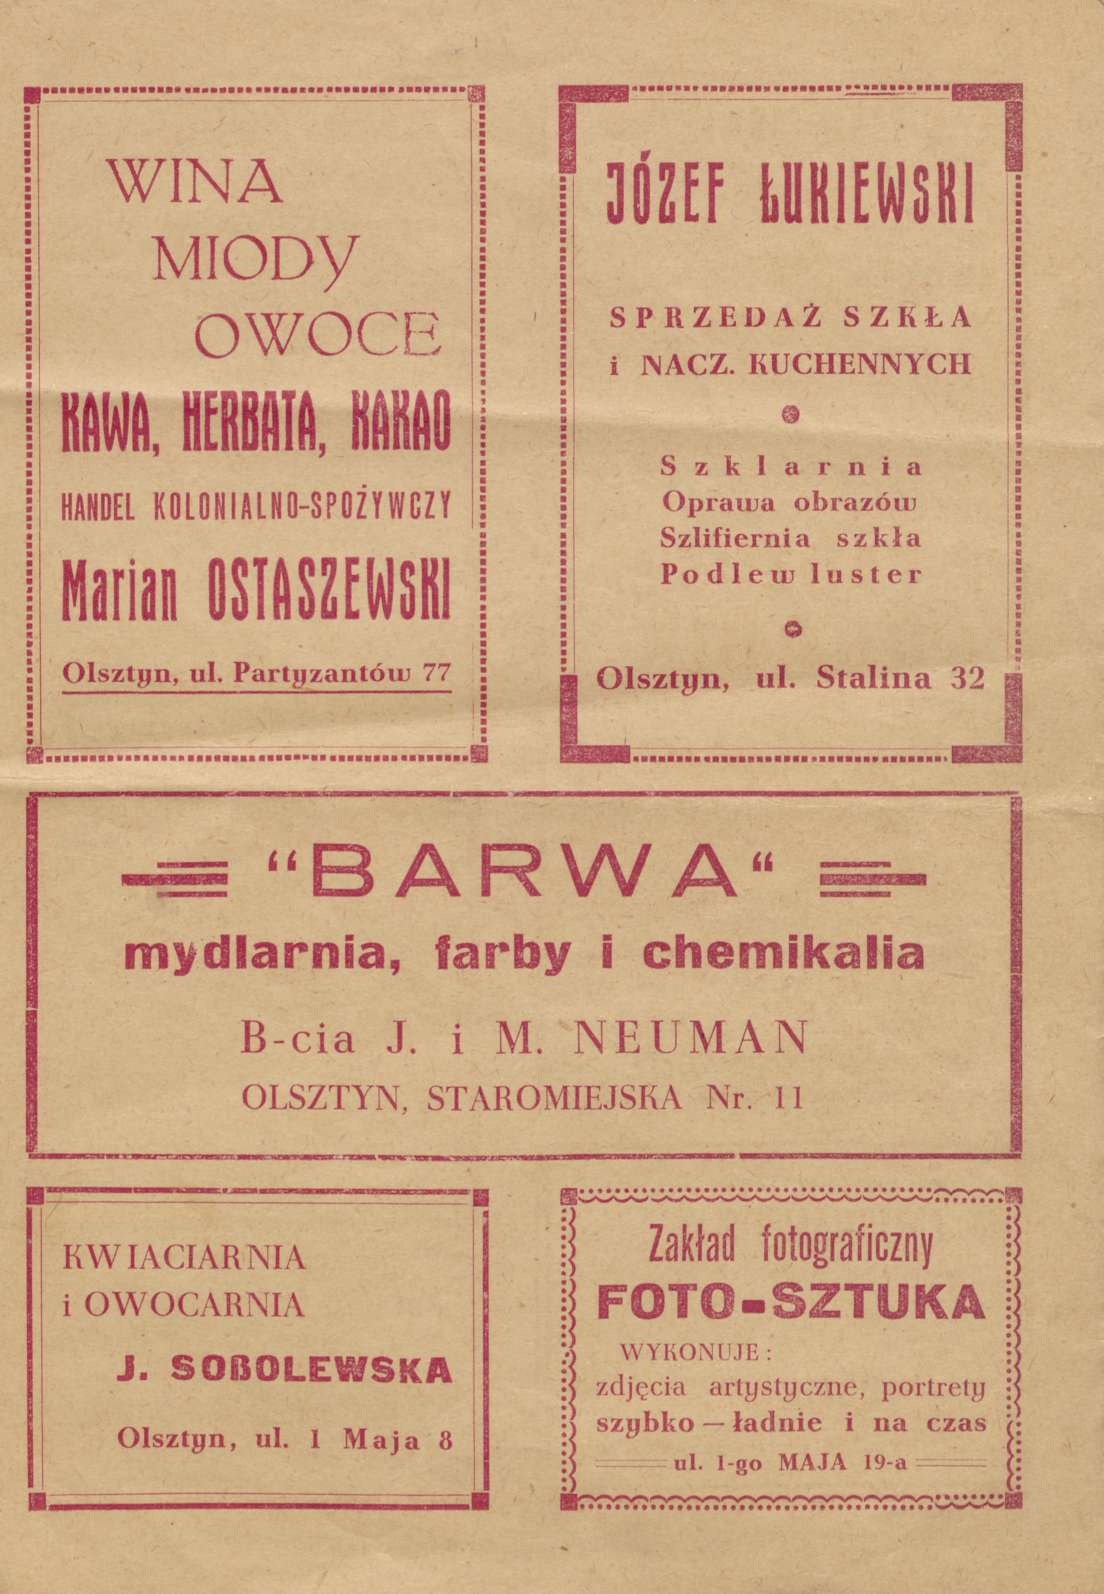 WINA
MIODY
OWOCE
KAWA, HERBATA, KAKAO
HANDEL KOLONIALNO-SPOŻYWCZY
Marian OSTASZEWSKI
Olsztyn, ul. Partyzantów 77
JÓZEF ŁUKIEWSKI
SPRZEDAŻ SZKŁA
i NACZ. KUCHENNYCH
Szklarnia
Oprawa obrazów
Szlifiernia szkła
Podlew luster
Olsztyn, ul. Stalina 32
“BARWA“
mydlarnia, farby i chemikalia
B-cia J. i M. NEUMAN
OLSZTYN, STAROMIEJSKA Nr. 11
KWIACIARNIA
i OWOCARNIA
J. SOBOLEWSKA
Olsztyn, ul. 1 Maja 8
Zakład fotograficzny
FOTO-SZTUKA
WYKONUJE:
zdjęcia artystyczne, portrety
szybko — ładnie i na czas
ul. 1-go MAJA 19-a